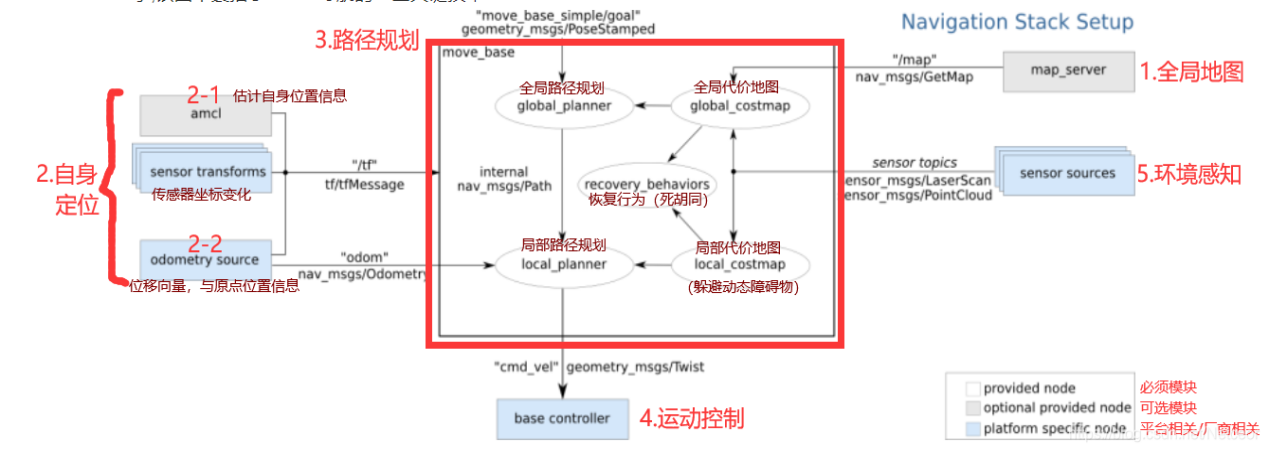 "move_base_simple/goal"
geometry_msgs/PoseStamped
Navigation Stack Setup
3.路径规划
move_base
"/map"
nav_msgs/GetMap
map_server
1.全局地图
2-1 估计自身位置信息
amcl
全局路径规划
global_planner
全局代价地图
global_costmap
2.自身
定位
sensor transforms
传感器坐标变化
"/tf"
tf/tfMessage
internal
nav_msgs/Path
recovery_behaviors
恢复行为（死胡同）
sensor topics
ensor_msgs/LaserScan
ensor_msgs/PointCloud
sensor sources
5.环境感知
2-2
odometry source
位移向量，与原点位置信息
"odom"
nav_msgs/Odometry
局部路径规划
local_planner
局部代价地图
local_costmap
（躲避动态障碍物）
"cmd_vel" geometry_msgs/Twist
base controller
4.运动控制
provided node 必须模块
optional provided node 可选模块
platform specific node 平台相关/厂商相关